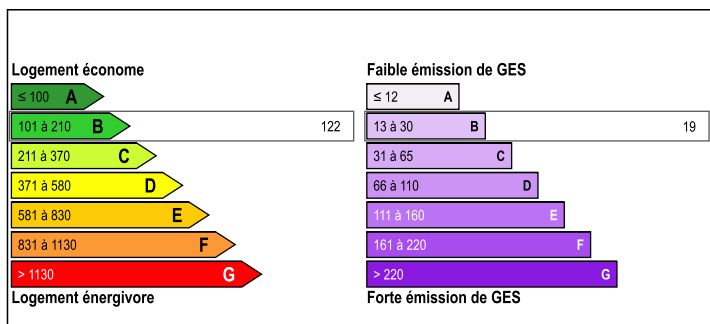 Logement économe
≤ 100 A
101 à 210 B 122
211 à 370 C
371 à 580 D
581 à 830 E
831 à 1130 F
> 1130 G
Logement énergivore
Faible émission de GES
≤ 12 A
13 à 30 B 19
31 à 65 C
66 à 110 D
111 à 160 E
161 à 220 F
> 220 G
Forte émission de GES